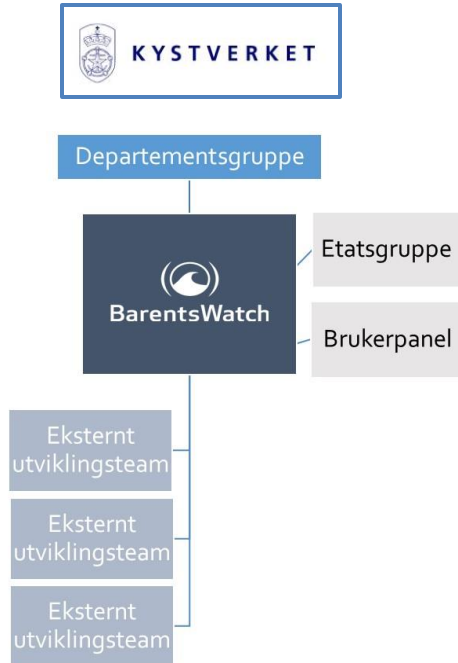 KYSTVERKET
Departementsgruppe
BarentsWatch
Etatsgruppe
Brukerpanel
Eksternt
utviklingsteam
Eksternt
utviklingsteam
Eksternt
utviklingsteam